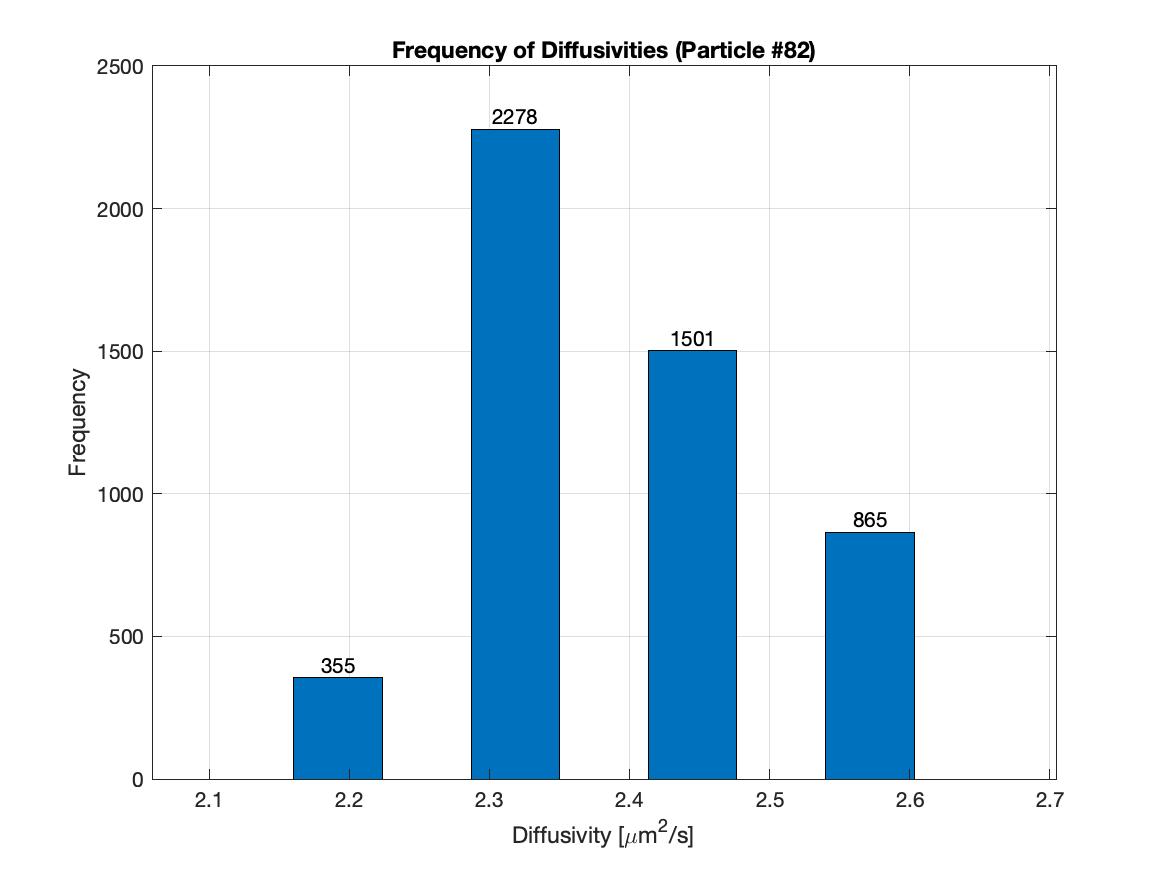 Frequency of Diffusivities (Particle #82)
2500
2000
1500
1000
500
0
Frequency
355
2278
1501
865
2.1 2.2 2.3 2.4 2.5 2.6 2.7
Diffusivity [μm²/s]